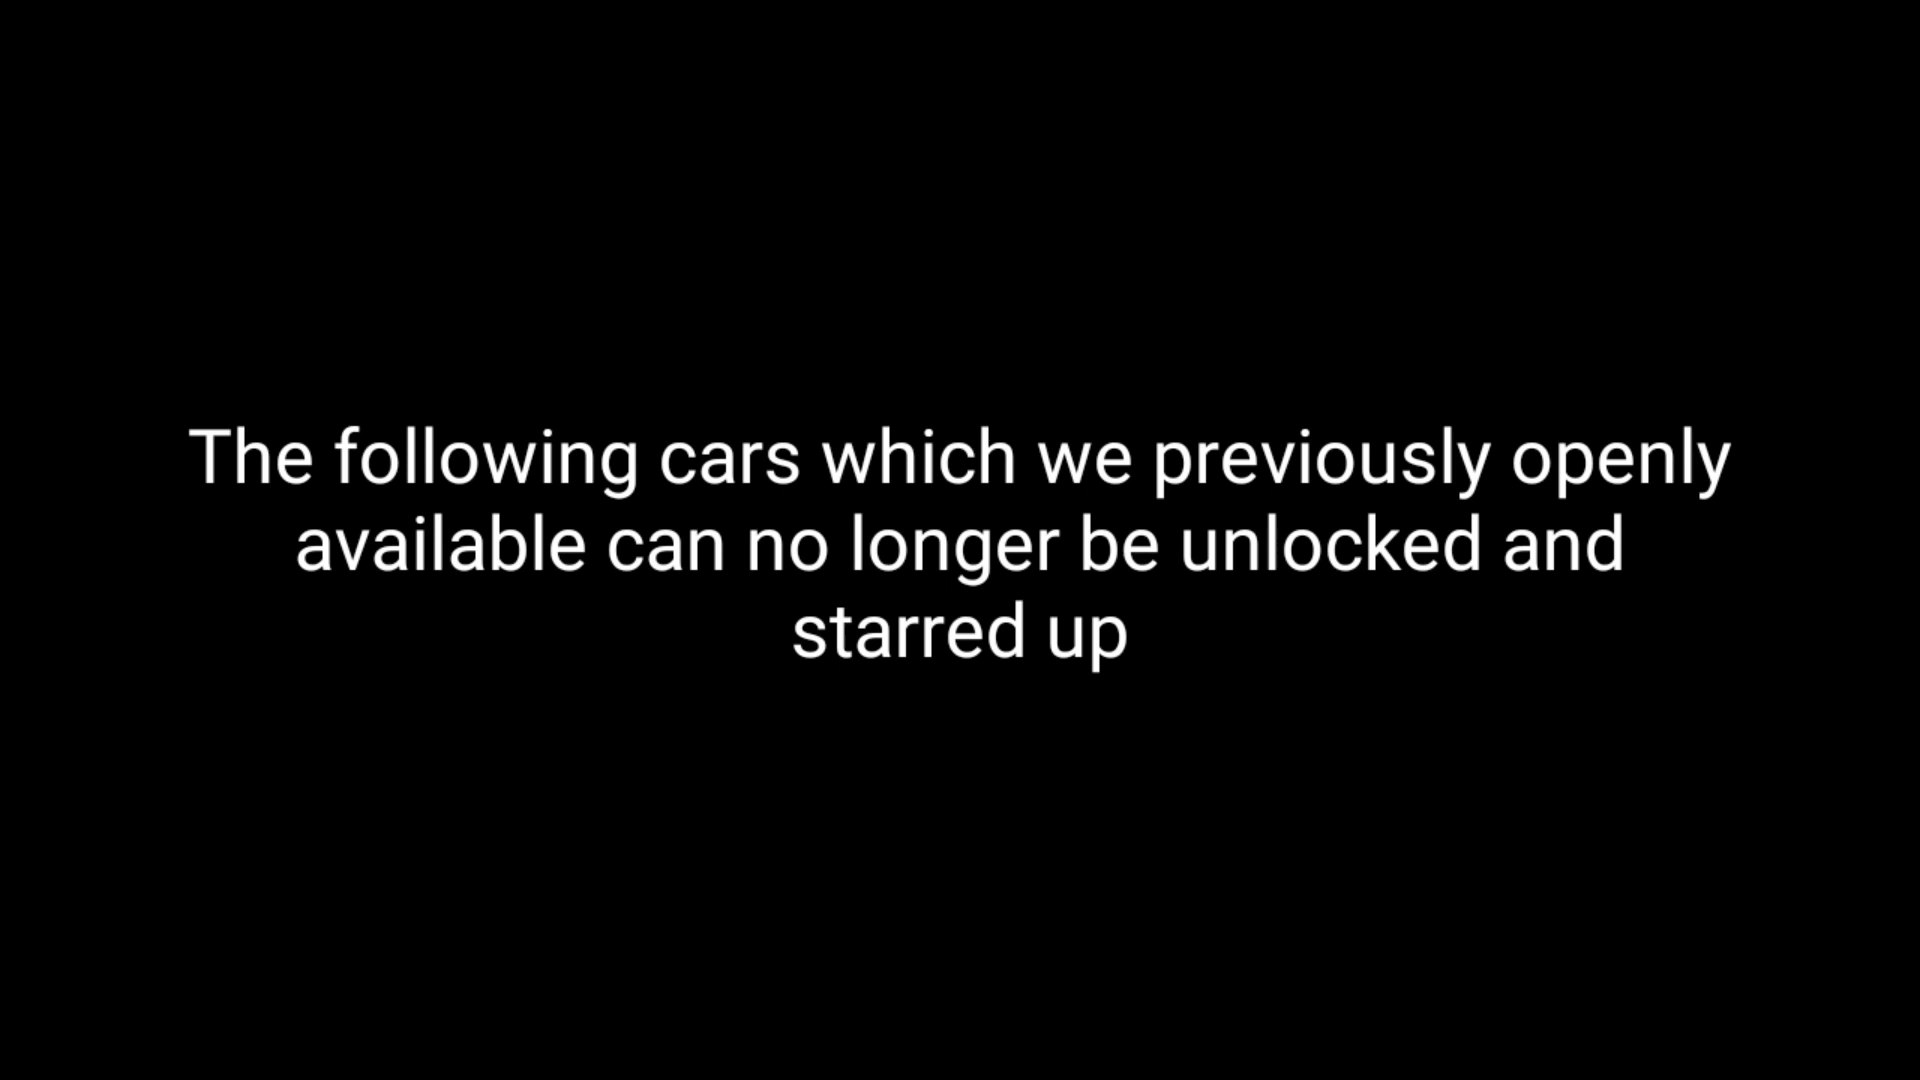 The following cars which we previously openly
available can no longer be unlocked and
starred up